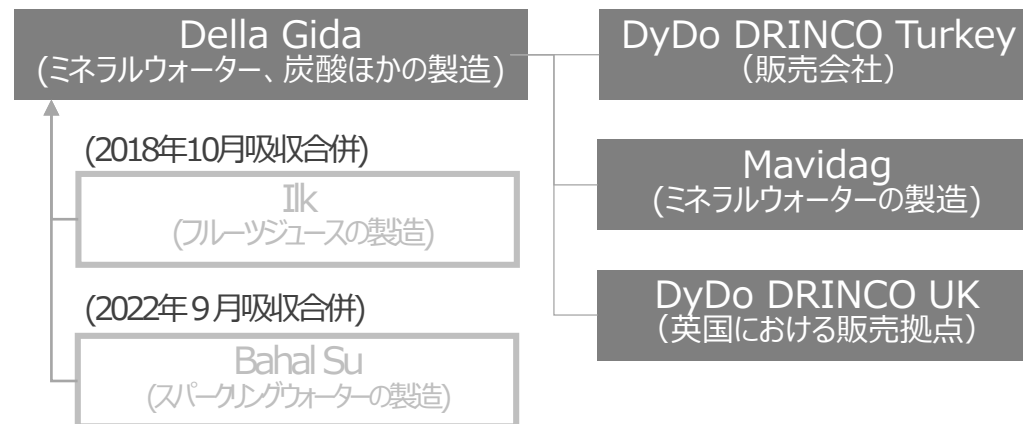 Della Gida
(ミネラルウォーター、炭酸ほかの製造)
(2018年10月吸収合併)
Ilk
(フルーツジュースの製造)
(2022年９月吸収合併)
Bahal Su
(スパークリングウォーターの製造)
DyDo DRINCO Turkey
（販売会社）
Mavidag
(ミネラルウォーターの製造)
DyDo DRINCO UK
（英国における販売拠点）